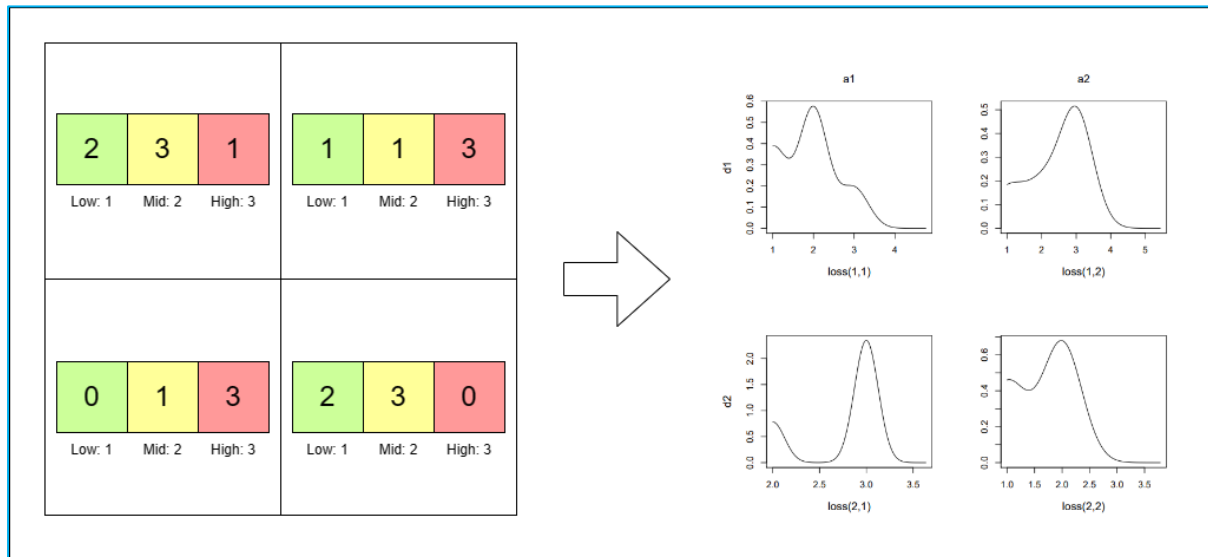 2 3 1
Low: 1 Mid: 2 High: 3
1 1 3
Low: 1 Mid: 2 High: 3
0 1 3
Low: 1 Mid: 2 High: 3
2 3 0
Low: 1 Mid: 2 High: 3
a1
d1
0.6
0.5
0.4
0.3
0.2
0.1
0.0
1 2 3 4
loss(1,1)
a2
0.5
0.4
0.3
0.2
0.1
0.0
1 2 3 4 5
loss(1,2)
d2
2.0
1.5
1.0
0.5
0.0
2.0 2.5 3.0 3.5
loss(2,1)
0.6
0.4
0.2
0.0
1.0 1.5 2.0 2.5 3.0 3.5
loss(2,2)